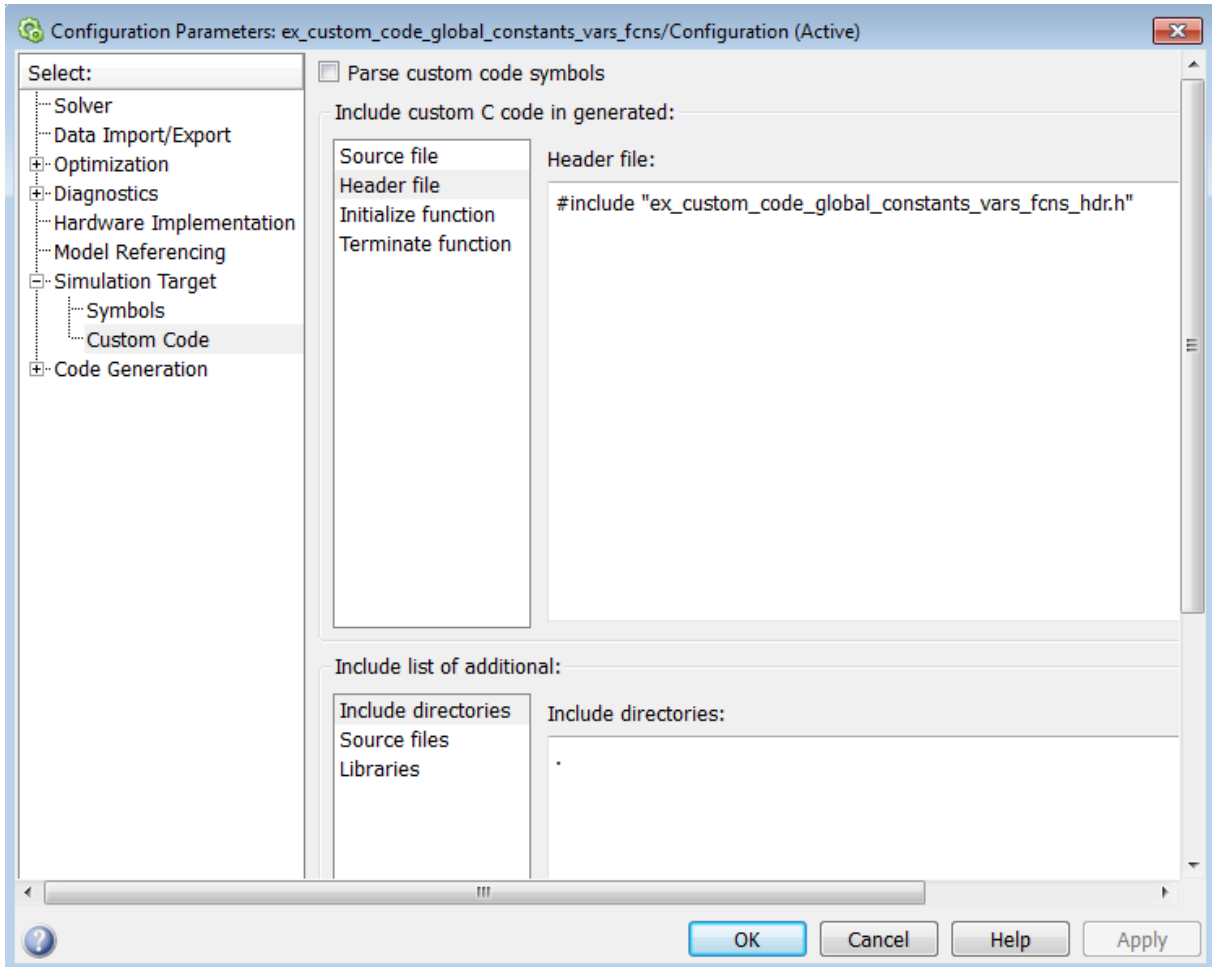 Configuration Parameters: ex_custom_code_global_constants_vars_fcns/Configuration (Active)
Select:
Solver
Data Import/Export
Optimization
Diagnostics
Hardware Implementation
Model Referencing
Simulation Target
Symbols
Custom Code
Code Generation
Parse custom code symbols
Include custom C code in generated:
Source file
Header file
Initialize function
Terminate function
Header file:
#include "ex_custom_code_global_constants_vars_fcns_hdr.h"
Include list of additional:
Include directories
Source files
Libraries
Include directories:
.
OK Cancel Help Apply